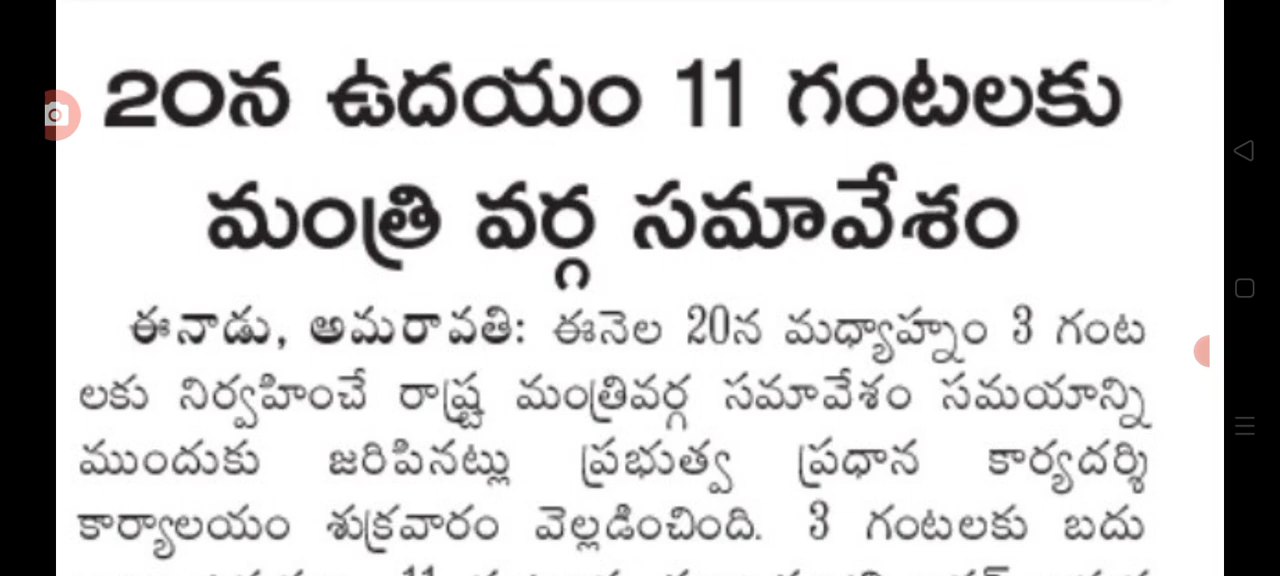 20న ఉదయం 11 గంటలకు
మంత్రి వర్గ సమావేశం
ఈనాడు, అమరావతి: ఈనెల 20న మధ్యాహ్నం 3 గంట
లకు నిర్వహించే రాష్ట్ర మంత్రివర్గ సమావేశం సమయాన్ని
ముందుకు జరిపినట్లు ప్రభుత్వ ప్రధాన కార్యదర్శి
కార్యాలయం శుక్రవారం వెల్లడించింది. 3 గంటలకు బదు